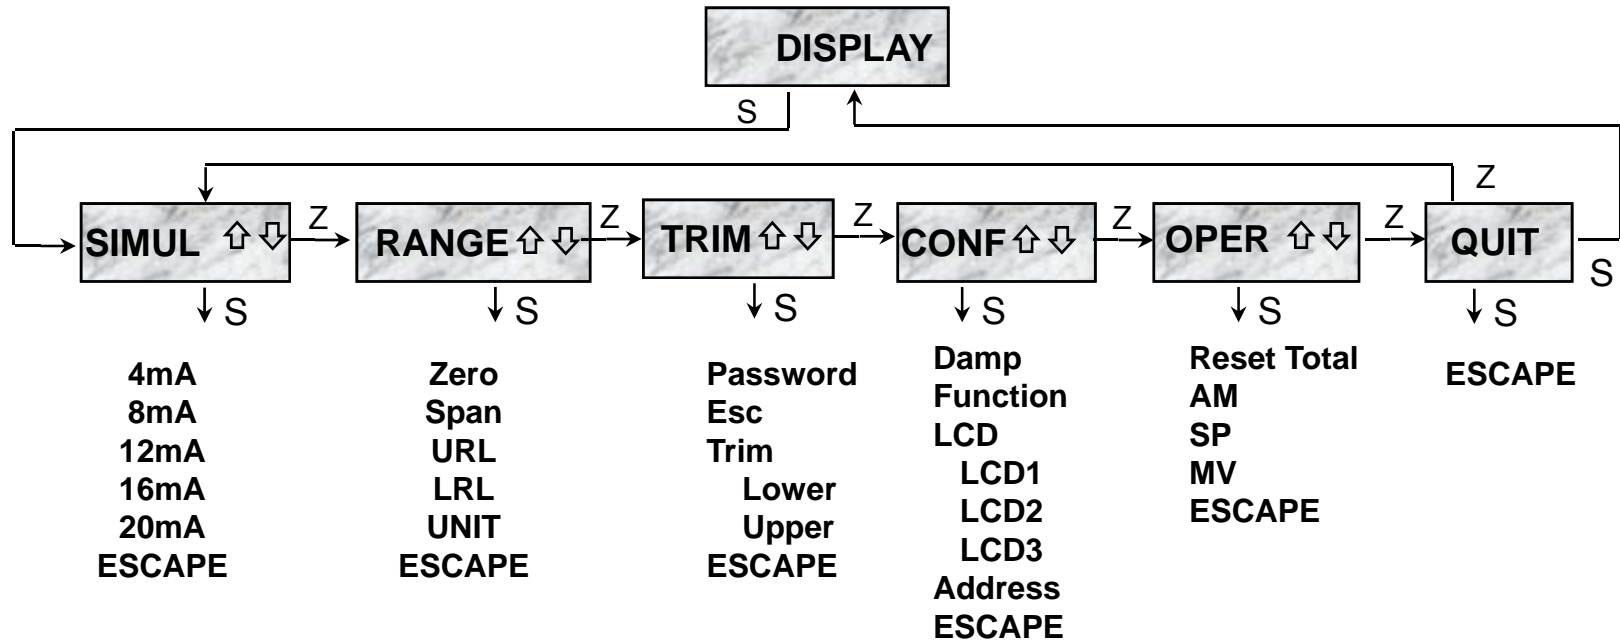 DISPLAY
S
Z
SIMUL
Z
RANGE
Z
TRIM
Z
CONF
Z
OPER
Z
QUIT
S
S
S
S
S
S
S
4mA
8mA
12mA
16mA
20mA
ESCAPE
Zero
Span
URL
LRL
UNIT
ESCAPE
Password
Esc
Trim
Lower
Upper
ESCAPE
Damp
Function
LCD
LCD1
LCD2
LCD3
Address
ESCAPE
Reset Total
AM
SP
MV
ESCAPE
ESCAPE